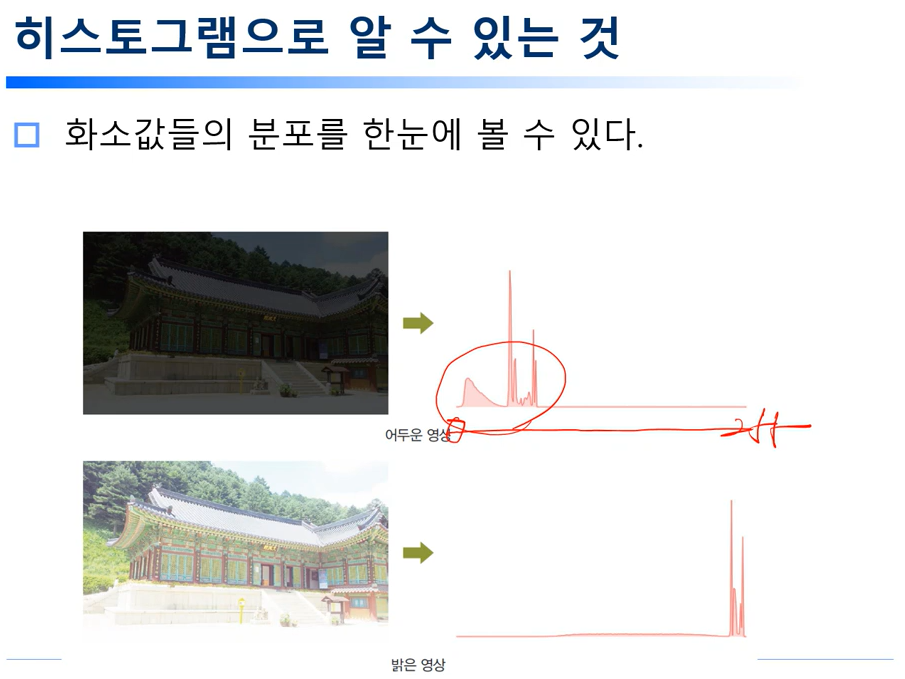 히스토그램으로 알 수 있는 것
화소값들의 분포를 한눈에 볼 수 있다.
어두운 영상
0 255
밝은 영상